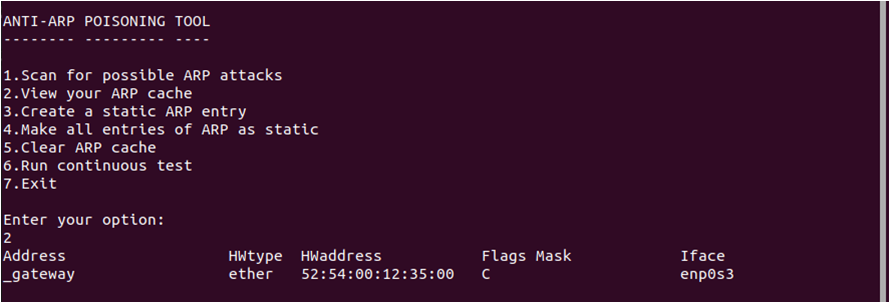 ANTI-ARP POISONING TOOL
-------- --------- ----
1.Scan for possible ARP attacks
2.View your ARP cache
3.Create a static ARP entry
4.Make all entries of ARP as static
5.Clear ARP cache
6.Run continuous test
7.Exit
Enter your option:
2
Address HWtype HWaddress Flags Mask Iface
_gateway ether 52:54:00:12:35:00 C enp0s3